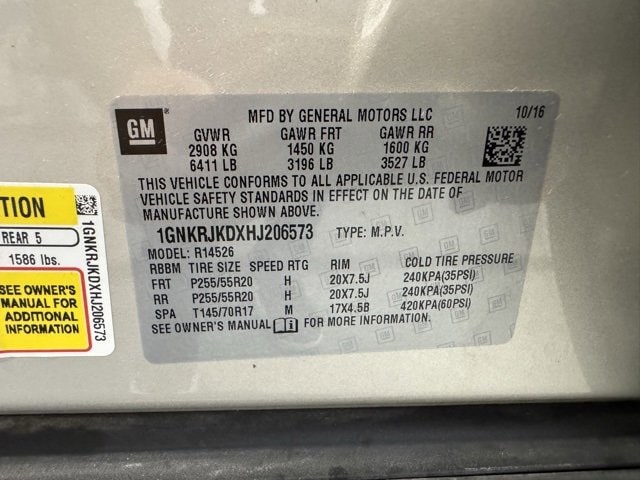 GM
MFD BY GENERAL MOTORS LLC 10/16
GVWR GAWR FRT GAWR RR
2908 KG 1450 KG 1600 KG
6411 LB 3196 LB 3527 LB
THIS VEHICLE CONFORMS TO ALL APPLICABLE U.S. FEDERAL MOTOR
VEHICLE SAFETY STANDARDS IN EFFECT ON THE DATE OF
MANUFACTURE SHOWN ABOVE.
1GNKRJKDXHJ206573 TYPE: M.P.V.
MODEL: R14526
RBBM TIRE SIZE SPEED RTG RIM COLD TIRE PRESSURE
FRT P255/55R20 H 20X7.5J 240KPA(35PSI)
RR P255/55R20 H 20X7.5J 240KPA(35PSI)
SPA T145/70R17 M 17X4.5B 420KPA(60PSI)
SEE OWNER'S MANUAL i FOR MORE INFORMATION.
TION
REAR 5
1586 lbs.
SEE OWNER'S
MANUAL FOR
ADDITIONAL
INFORMATION
1GNKRJKDXHJ206573